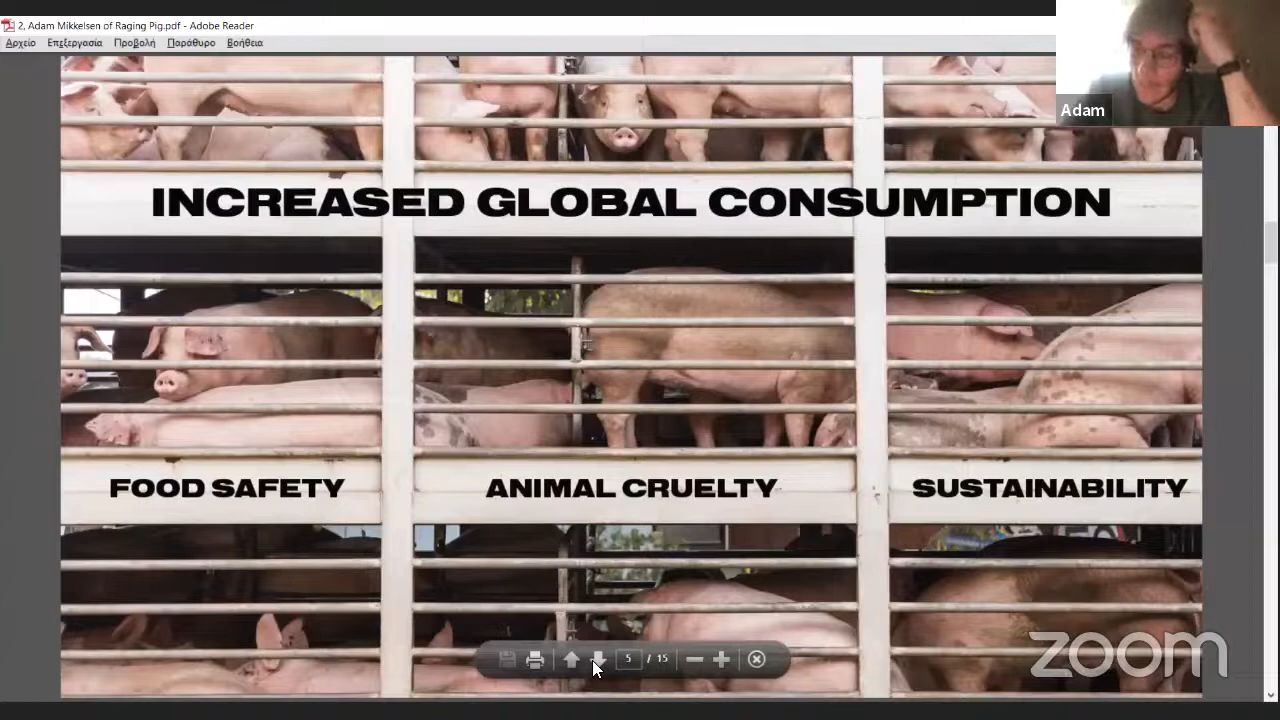 2, Adam Mikkelsen of Raging Pig.pdf - Adobe Reader
Αρχείο Επεξεργασία Προβολή Παράθυρο Βοήθεια
Adam
INCREASED GLOBAL CONSUMPTION
FOOD SAFETY ANIMAL CRUELTY SUSTAINABILITY
5 / 15
zoom